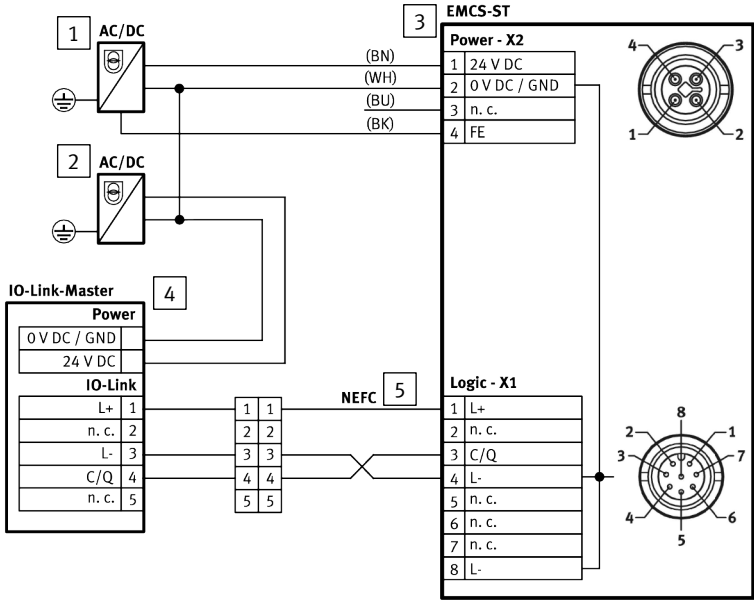 1 AC/DC
2 AC/DC
(BN)
(WH)
(BU)
(BK)
3 EMCS-ST
Power - X2
1 24 V DC
2 0 V DC / GND
3 n. c.
4 FE
4 3
1 2
IO-Link-Master 4
Power
0 V DC / GND
24 V DC
IO-Link
L+ 1
n. c. 2
L- 3
C/Q 4
n. c. 5
1 1
2 2
3 3
4 4
5 5
NEFC 5
Logic - X1
1 L+
2 n. c.
3 C/Q
4 L-
5 n. c.
6 n. c.
7 n. c.
8 L-
8
2 1
3 7
4 6
5